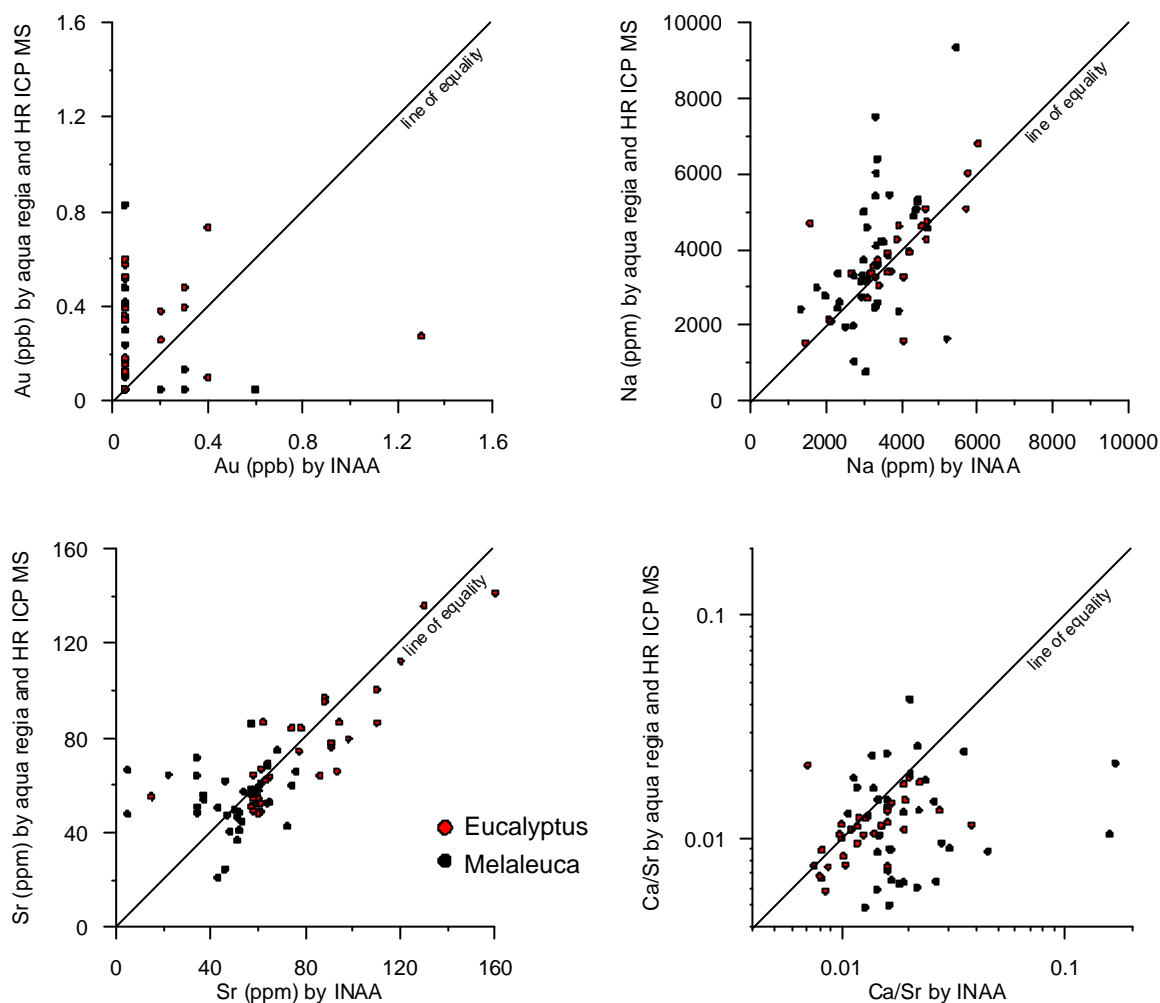 1.6
1.2
0.8
0.4
0
0 0.4 0.8 1.2 1.6
Au (ppb) by INAA
Au (ppb) by aqua regia and HR ICP MS
line of equality
10000
8000
6000
4000
2000
0
0 2000 4000 6000 8000 10000
Na (ppm) by INAA
Na (ppm) by aqua regia and HR ICP MS
line of equality
160
120
80
40
0
0 40 80 120 160
Sr (ppm) by INAA
Sr (ppm) by aqua regia and HR ICP MS
line of equality
Eucalyptus
Melaleuca
0.1
0.01
0.01 0.1
Ca/Sr by INAA
Ca/Sr by aqua regia and HR ICP MS
line of equality